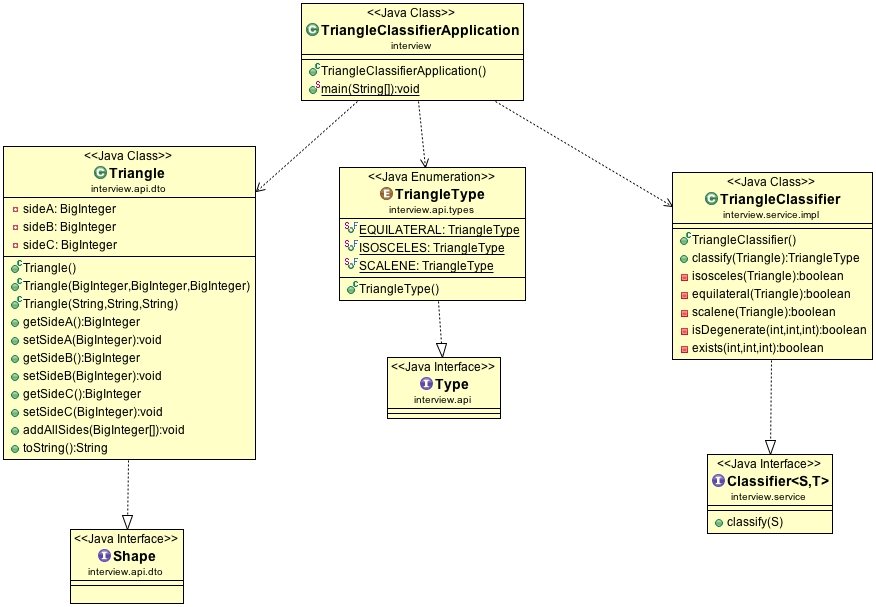 <<Java Class>>
TriangleClassifierApplication
interview
TriangleClassifierApplication()
main(String[]):void
<<Java Class>>
Triangle
interview.api.dto
sideA: BigInteger
sideB: BigInteger
sideC: BigInteger
Triangle()
Triangle(BigInteger,BigInteger,BigInteger)
Triangle(String,String,String)
getSideA():BigInteger
setSideA(BigInteger):void
getSideB():BigInteger
setSideB(BigInteger):void
getSideC():BigInteger
setSideC(BigInteger):void
addAllSides(BigInteger[]):void
toString():String
<<Java Enumeration>>
TriangleType
interview.api.types
EQUILATERAL: TriangleType
ISOSCELES: TriangleType
SCALENE: TriangleType
TriangleType()
<<Java Class>>
TriangleClassifier
interview.service.impl
TriangleClassifier()
classify(Triangle):TriangleType
isosceles(Triangle):boolean
equilateral(Triangle):boolean
scalene(Triangle):boolean
isDegenerate(int,int,int):boolean
exists(int,int,int):boolean
<<Java Interface>>
Type
interview.api
<<Java Interface>>
Classifier<S,T>
interview.service
classify(S)
<<Java Interface>>
Shape
interview.api.dto